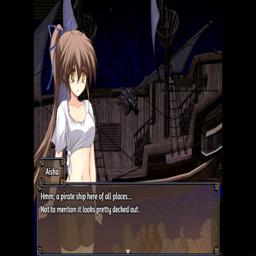 Aisha
Hmm, a pirate ship here of all places...
Not to mention it looks pretty decked out.